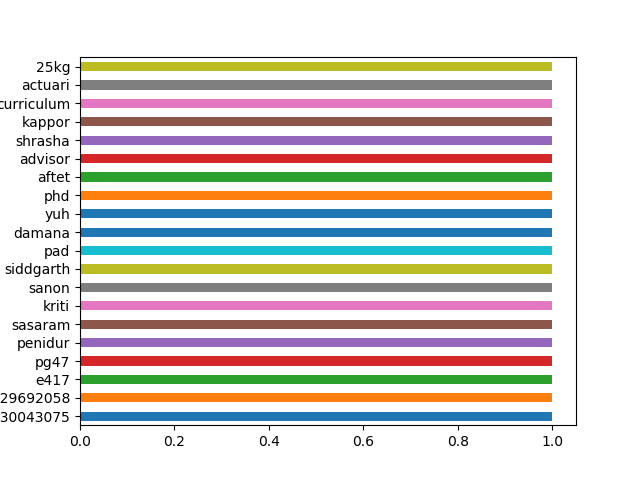 25kg
actuari
curriculum
kappor
shrasha
advisor
aftet
phd
yuh
damana
pad
siddgarth
sanon
kriti
sasaram
penidur
pg47
e417
29692058
30043075
0.0 0.2 0.4 0.6 0.8 1.0